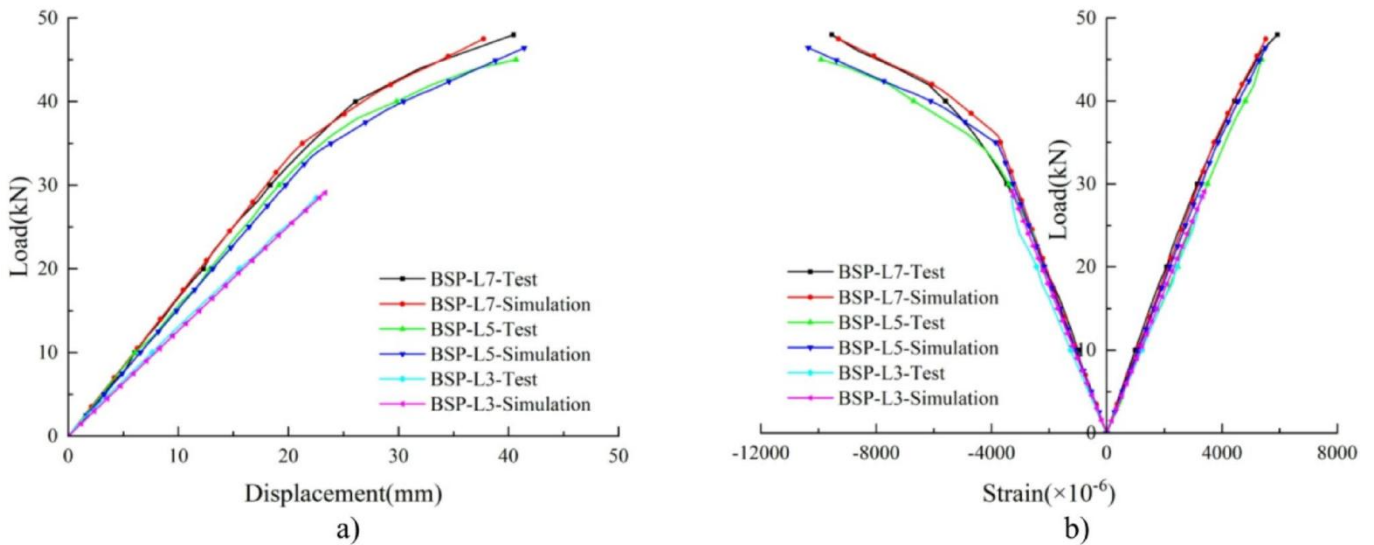 50
40
30
20
10
0
Load(kN)
BSP-L7-Test
BSP-L7-Simulation
BSP-L5-Test
BSP-L5-Simulation
BSP-L3-Test
BSP-L3-Simulation
0 10 20 30 40 50
Displacement(mm)
a)
50
40
30
20
10
0
Load(kN)
BSP-L7-Test
BSP-L7-Simulation
BSP-L5-Test
BSP-L5-Simulation
BSP-L3-Test
BSP-L3-Simulation
-12000 -8000 -4000 0 4000 8000
Strain(×10⁻⁶)
b)